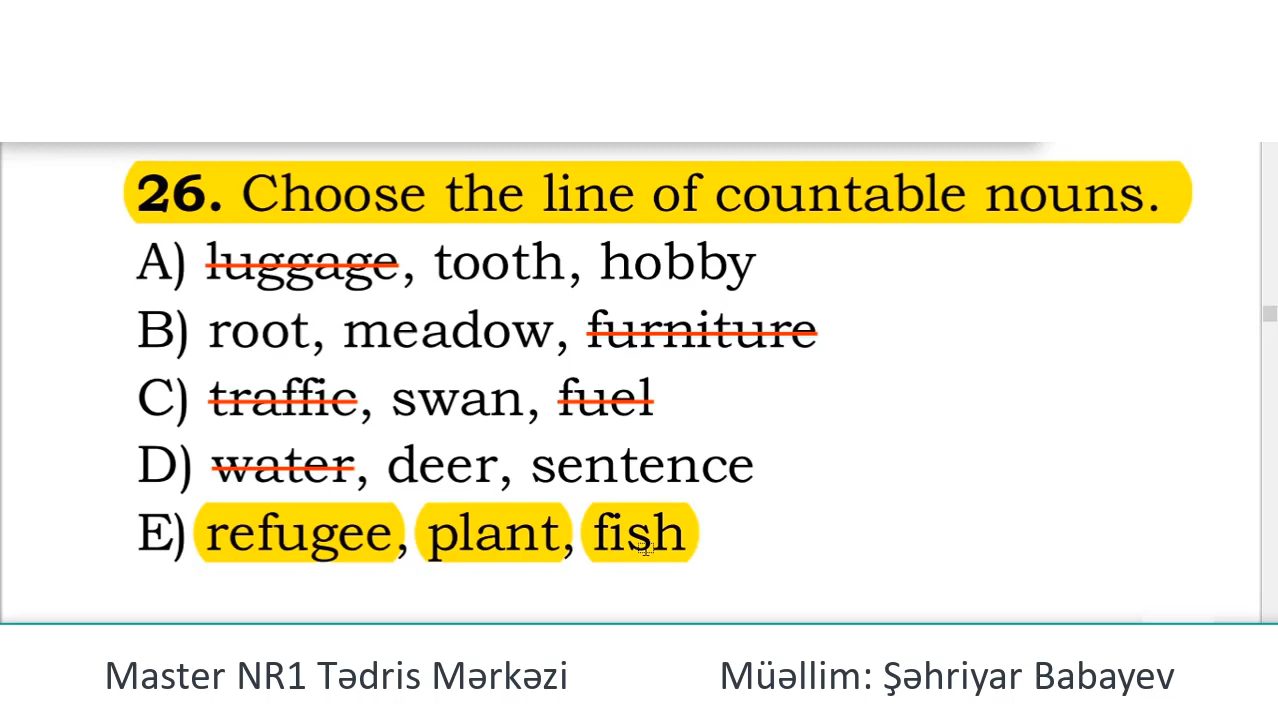 26. Choose the line of countable nouns.
A) luggage, tooth, hobby
B) root, meadow, furniture
C) traffic, swan, fuel
D) water, deer, sentence
E) refugee, plant, fish
Master NR1 Tədris Mərkəzi Müəllim: Şəhriyar Babayev